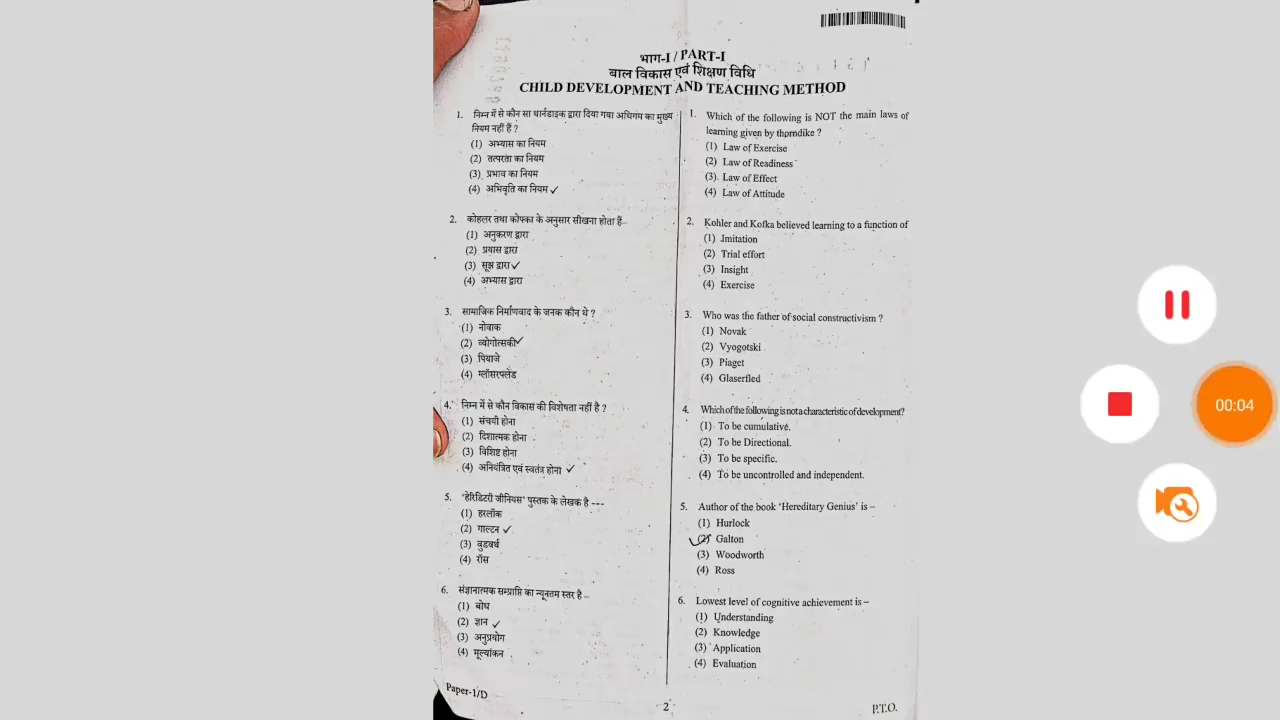 भाग-I / PART-I
बाल विकास एवं शिक्षण विधि
CHILD DEVELOPMENT AND TEACHING METHOD
1. निम्न में से कौन सा थार्नडाइक द्वारा दिया गया अधिगम का मुख्य
नियम नहीं हैं ?
(1) अभ्यास का नियम
(2) तत्परता का नियम
(3) प्रभाव का नियम
(4) अभिवृति का नियम
2. कोहलर तथा कोफ्का के अनुसार सीखना होता हैं–
(1) अनुकरण द्वारा
(2) प्रयास द्वारा
(3) सूझ द्वारा
(4) अभ्यास द्वारा
3. सामाजिक निर्माणवाद के जनक कौन थे ?
(1) नोवाक
(2) व्योगोत्सकी
(3) पियाजे
(4) ग्लॉसरफ्लेड
4. निम्न में से कौन विकास की विशेषता नहीं है ?
(1) संचयी होना
(2) दिशात्मक होना
(3) विशिष्ट होना
(4) अनियंत्रित एवं स्वतंत्र होना
5. 'हेरिडिटरी जीनियस' पुस्तक के लेखक है ---
(1) हरलॉक
(2) गाल्टन
(3) वुडवर्थ
(4) रॉस
6. संज्ञानात्मक सम्प्राप्ति का न्यूनतम स्तर है –
(1) बोध
(2) ज्ञान
(3) अनुप्रयोग
(4) मूल्यांकन
1. Which of the following is NOT the main laws of
learning given by thorndike ?
(1) Law of Exercise
(2) Law of Readiness
(3) Law of Effect
(4) Law of Attitude
2. Kohler and Kofka believed learning to a function of
(1) Jmitation
(2) Trial effort
(3) Insight
(4) Exercise
3. Who was the father of social constructivism ?
(1) Novak
(2) Vyogotski
(3) Piaget
(4) Glaserfled
4. Which of the following is not a characteristic of development?
(1) To be cumulative.
(2) To be Directional.
(3) To be specific.
(4) To be uncontrolled and independent.
5. Author of the book 'Hereditary Genius' is –
(1) Hurlock
(2) Galton
(3) Woodworth
(4) Ross
6. Lowest level of cognitive achievement is –
(1) Understanding
(2) Knowledge
(3) Application
(4) Evaluation
Paper-1/D
2
P.T.O.
00:04